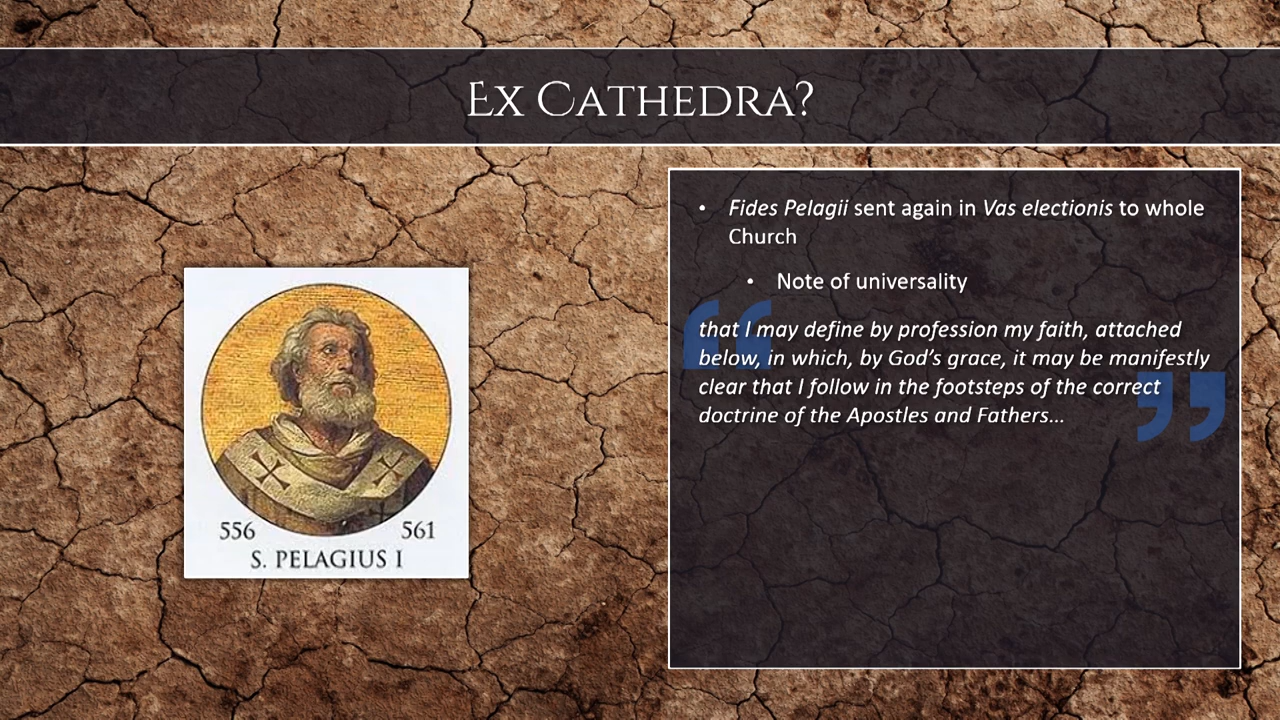 Ex Cathedra?
• Fides Pelagii sent again in Vas electionis to whole
Church
• Note of universality
that I may define by profession my faith, attached
below, in which, by God’s grace, it may be manifestly
clear that I follow in the footsteps of the correct
doctrine of the Apostles and Fathers…
556 561
S. PELAGIUS I